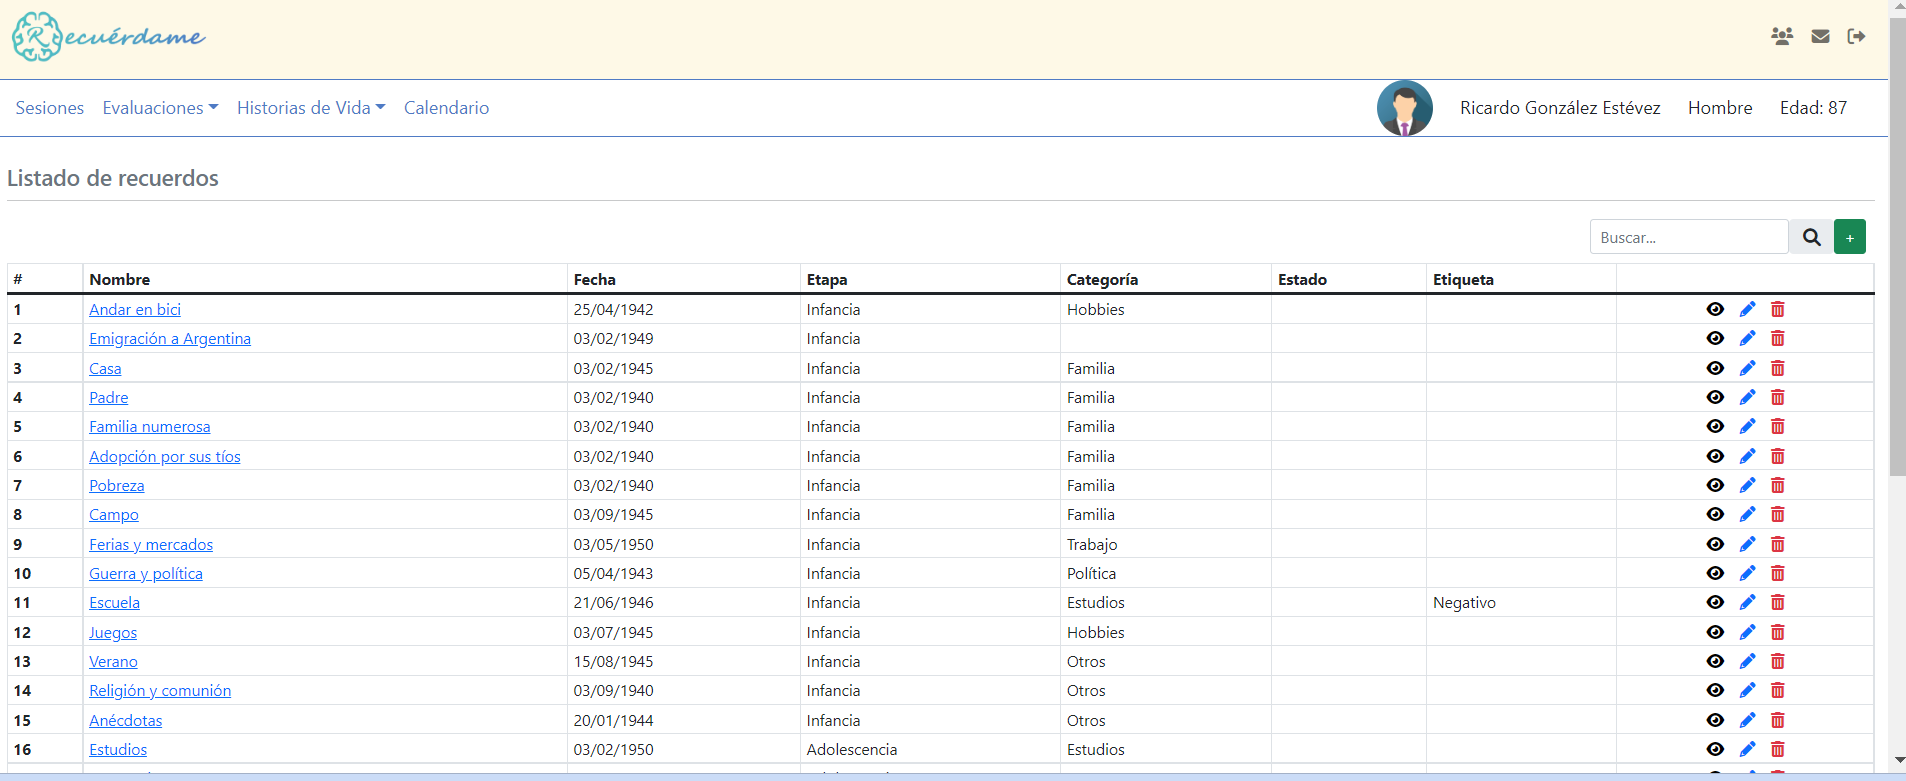 Recuérdame
Sesiones Evaluaciones Historias de Vida Calendario Ricardo González Estévez Hombre Edad: 87
Listado de recuerdos
Buscar... +
# Nombre Fecha Etapa Categoría Estado Etiqueta
1 Andar en bici 25/04/1942 Infancia Hobbies
2 Emigración a Argentina 03/02/1949 Infancia
3 Casa 03/02/1945 Infancia Familia
4 Padre 03/02/1940 Infancia Familia
5 Familia numerosa 03/02/1940 Infancia Familia
6 Adopción por sus tíos 03/02/1940 Infancia Familia
7 Pobreza 03/02/1940 Infancia Familia
8 Campo 03/09/1945 Infancia Familia
9 Ferias y mercados 03/05/1950 Infancia Trabajo
10 Guerra y política 05/04/1943 Infancia Política
11 Escuela 21/06/1946 Infancia Estudios Negativo
12 Juegos 03/07/1945 Infancia Hobbies
13 Verano 15/08/1945 Infancia Otros
14 Religión y comunión 03/09/1940 Infancia Otros
15 Anécdotas 20/01/1944 Infancia Otros
16 Estudios 03/02/1950 Adolescencia Estudios